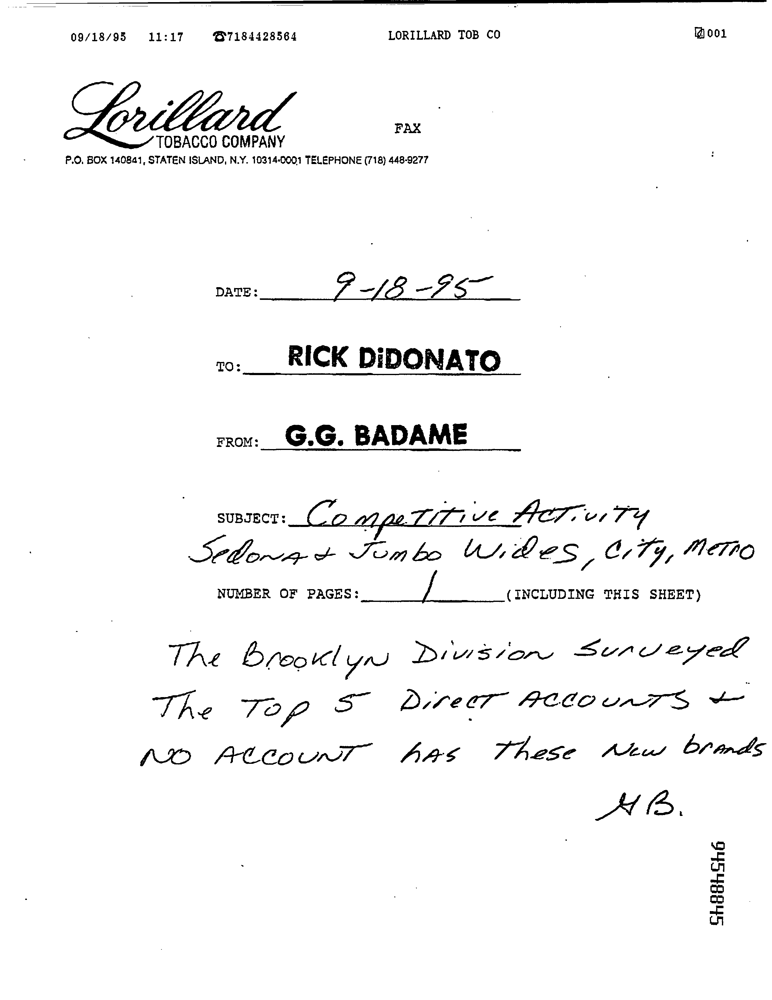 09/18/95 11:17 ☎7184428564 LORILLARD TOB CO 001
Lorillard
TOBACCO COMPANY
FAX
P.O. BOX 140841, STATEN ISLAND, N.Y. 10314-0001 TELEPHONE (718) 448-9277
DATE: 9-18-95
TO: RICK DiDONATO
FROM: G.G. BADAME
SUBJECT: Competitive Activity
Sedona + Jumbo Wides, City, Metro
NUMBER OF PAGES: 1 (INCLUDING THIS SHEET)
The Brooklyn Division Surveyed
The Top 5 Direct Accounts +
NO ACCOUNT has these New brands
GB.
94548845